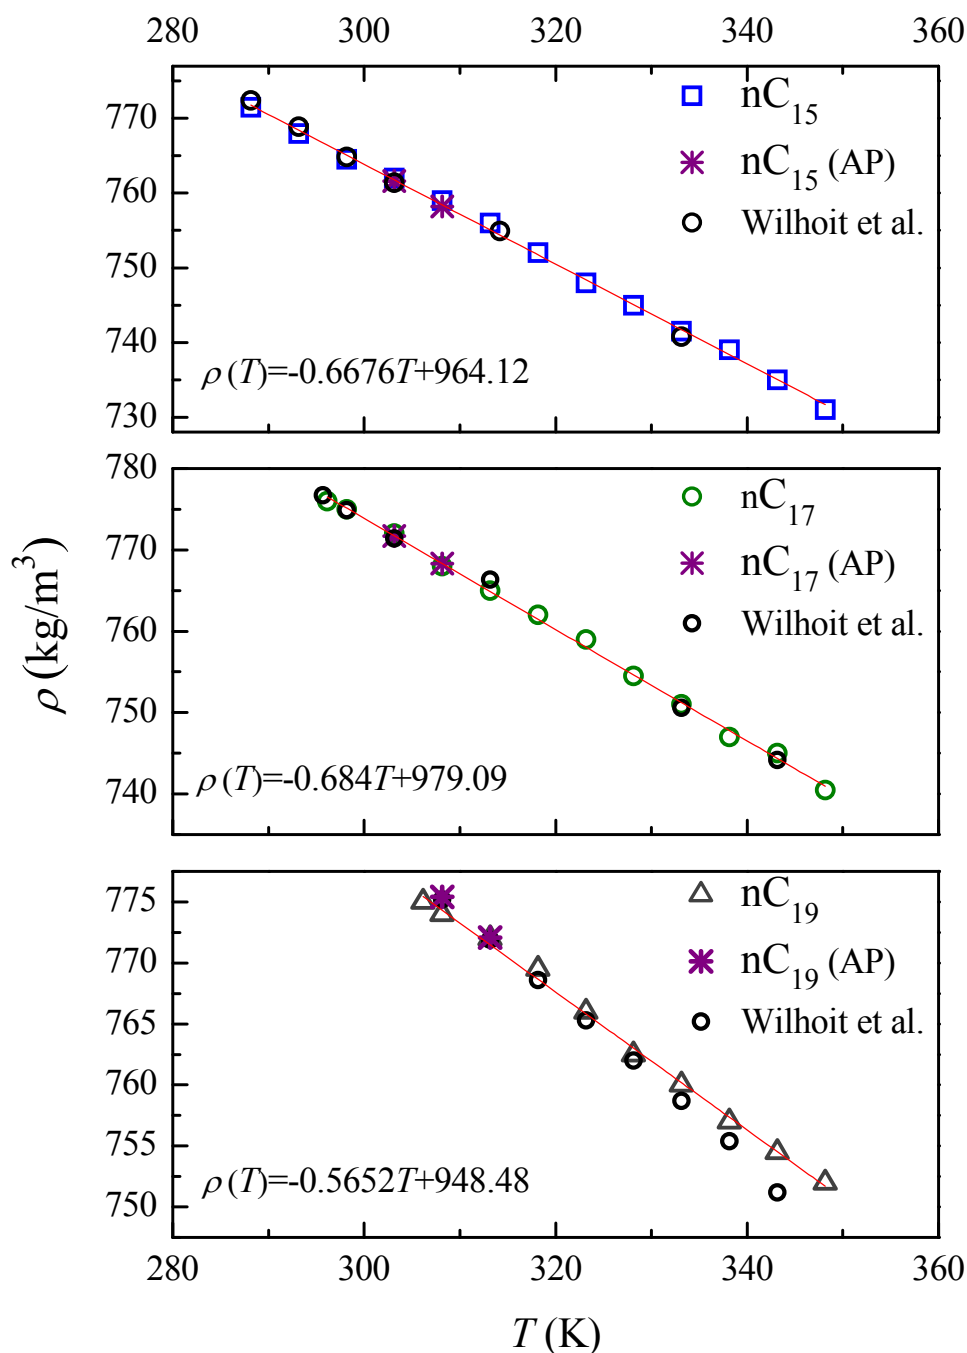 280 300 320 340 360
770
760
750
740
730
nC15
nC15 (AP)
Wilhoit et al.
ρ (T)=-0.6676T+964.12
780
770
760
750
740
nC17
nC17 (AP)
Wilhoit et al.
ρ (T)=-0.684T+979.09
ρ (kg/m³)
775
770
765
760
755
750
nC19
nC19 (AP)
Wilhoit et al.
ρ (T)=-0.5652T+948.48
280 300 320 340 360
T (K)